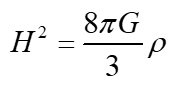 H² = 8πG/3 ρ